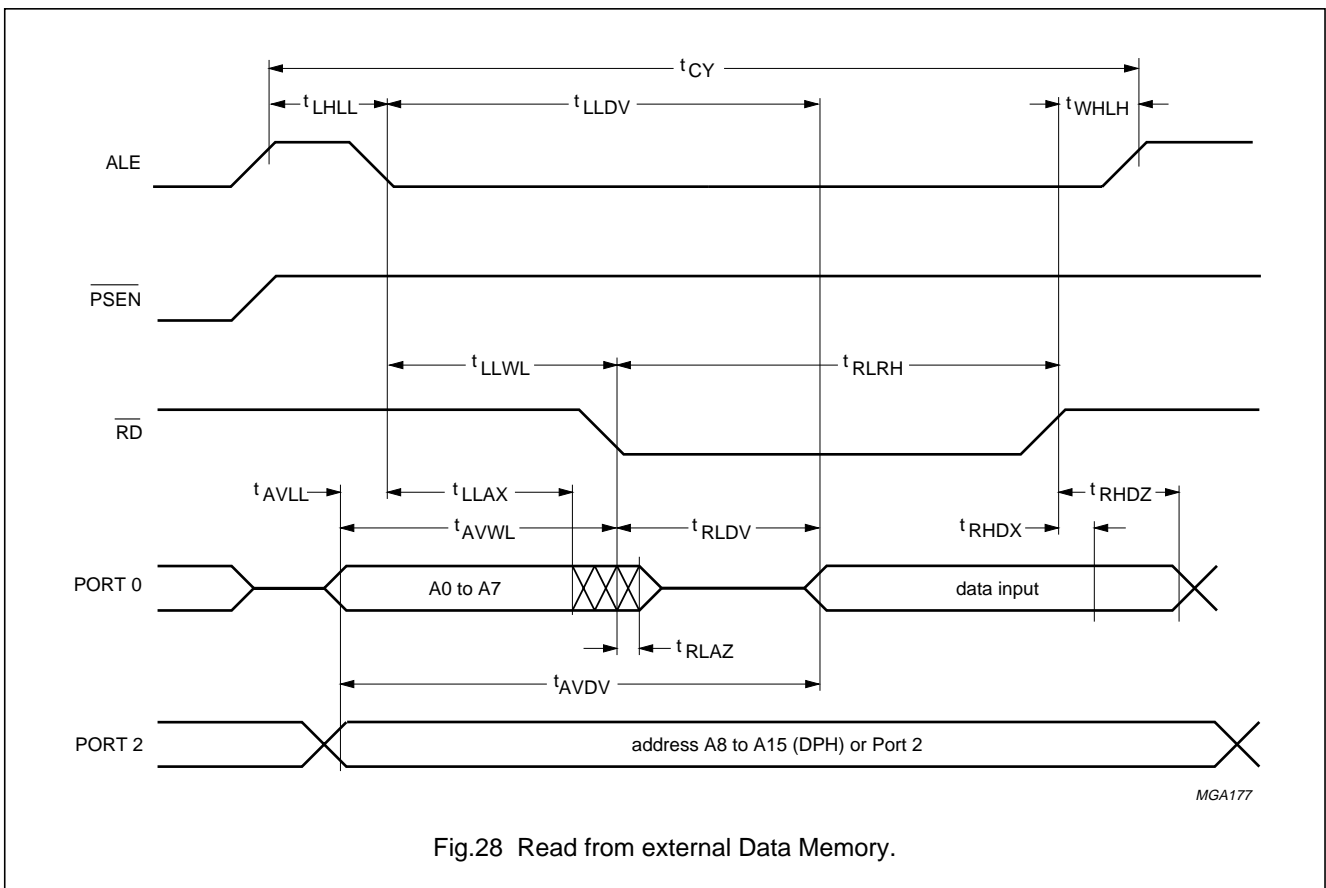 tCY
tLHLL
tLLDV
tWHLH
ALE
PSEN
tLLWL
tRLRH
RD
tAVLL
tLLAX
tRHDZ
tAVWL
tRLDV
tRHDX
PORT 0
A0 to A7
data input
tRLAZ
tAVDV
PORT 2
address A8 to A15 (DPH) or Port 2
MGA177
Fig.28 Read from external Data Memory.